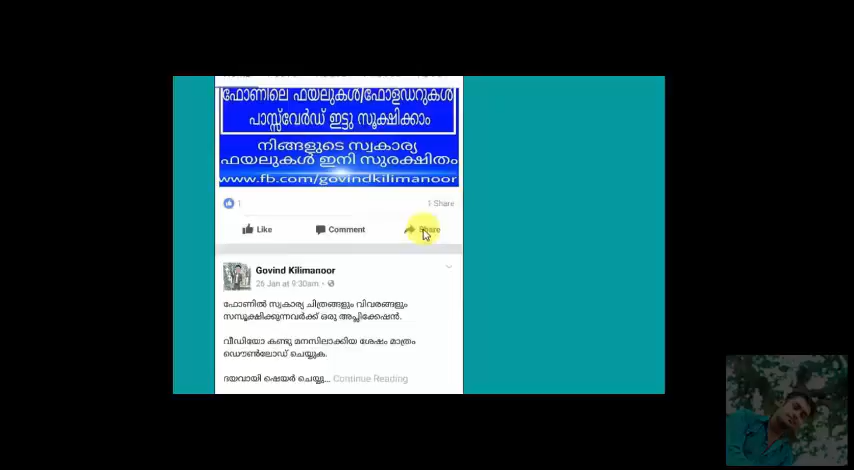 ഫോണിലെ ഫയലുകൾ/ഫോളഡറുകൾ
പാസ്സ്‌വേർഡ് ഇട്ടു സൂക്ഷിക്കാം
നിങ്ങളുടെ സ്വകാര്യ
ഫയലുകൾ ഇനി സുരക്ഷിതം
www.fb.com/govindkilimanoor
1
1 Share
Like Comment Share
Govind Kilimanoor
26 Jan at 9:30am
ഫോണിൽ സ്വകാര്യ ചിത്രങ്ങളും വിവരങ്ങളും
സസൂക്ഷിക്കുന്നവർക്ക് ഒരു അപ്ലിക്കേഷൻ.
വീഡിയോ കണ്ടു മനസിലാക്കിയ ശേഷം മാത്രം
ഡൌൺലോഡ് ചെയ്യുക.
ദയവായി ഷെയർ ചെയ്യൂ... Continue Reading